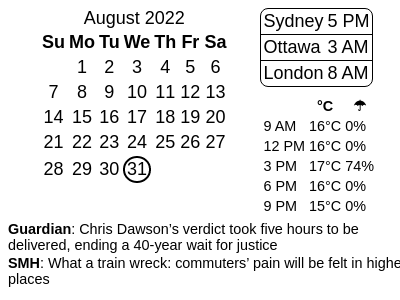 August 2022
Su Mo Tu We Th Fr Sa
1 2 3 4 5 6
7 8 9 10 11 12 13
14 15 16 17 18 19 20
21 22 23 24 25 26 27
28 29 30 31
Sydney 5 PM
Ottawa 3 AM
London 8 AM
°C ☂
9 AM 16°C 0%
12 PM 16°C 0%
3 PM 17°C 74%
6 PM 16°C 0%
9 PM 15°C 0%
Guardian: Chris Dawson’s verdict took five hours to be
delivered, ending a 40-year wait for justice
SMH: What a train wreck: commuters’ pain will be felt in highe
places